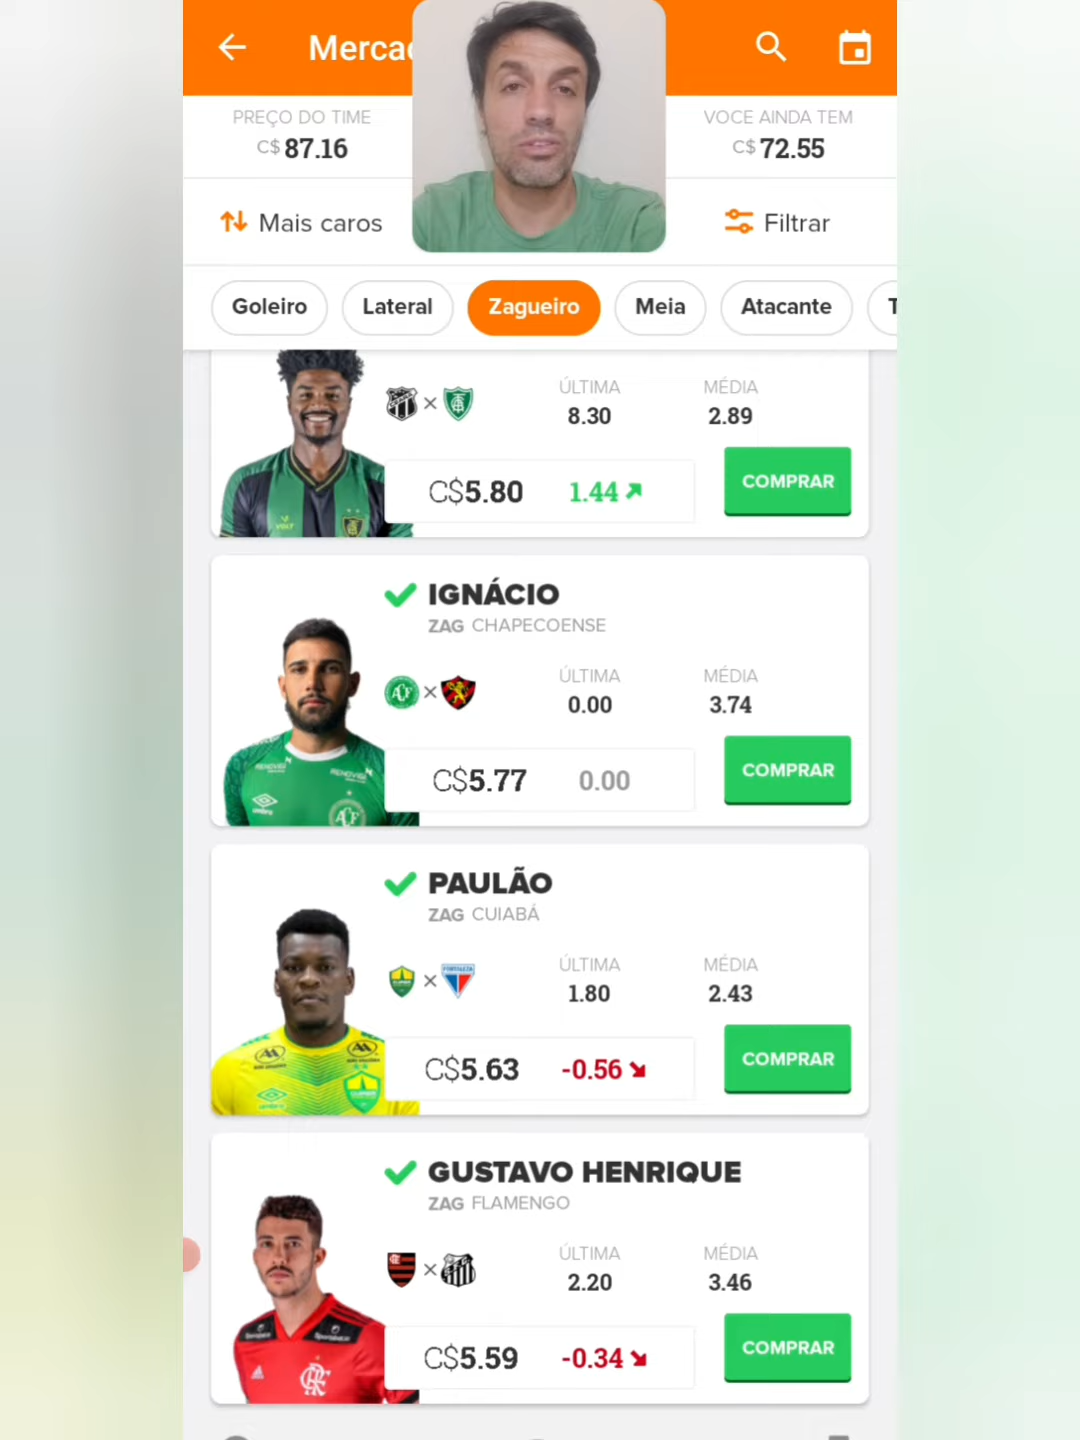 Merca
PREÇO DO TIME
C$ 87.16
VOCE AINDA TEM
C$ 72.55
Mais caros
Filtrar
Goleiro
Lateral
Zagueiro
Meia
Atacante
T
ÚLTIMA
MÉDIA
8.30
2.89
C$5.80
1.44
COMPRAR
IGNÁCIO
ZAG CHAPECOENSE
ÚLTIMA
MÉDIA
0.00
3.74
C$5.77
0.00
COMPRAR
PAULÃO
ZAG CUIABÁ
ÚLTIMA
MÉDIA
1.80
2.43
C$5.63
-0.56
COMPRAR
GUSTAVO HENRIQUE
ZAG FLAMENGO
ÚLTIMA
MÉDIA
2.20
3.46
C$5.59
-0.34
COMPRAR